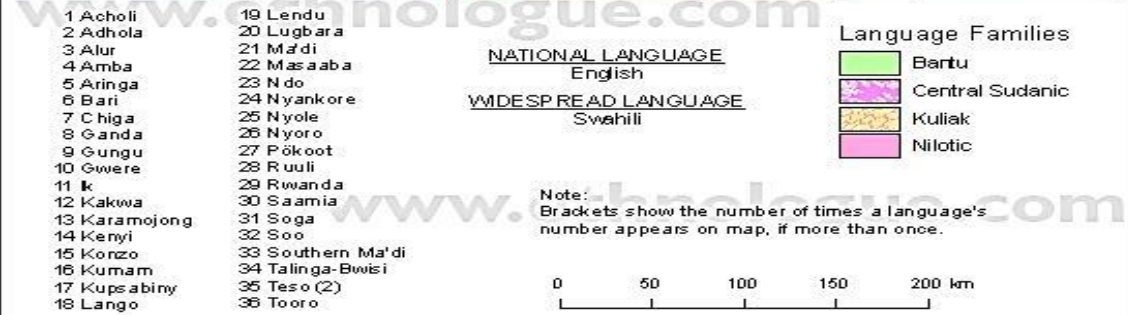 www.ethnologue.com
1 Acholi
2 Adhola
3 Alur
4 Amba
5 Aringa
6 Bari
7 Chiga
8 Ganda
9 Gungu
10 Gwere
11 Ik
12 Kakwa
13 Karamojong
14 Kenyi
15 Konzo
16 Kumam
17 Kupsabiny
18 Lango
19 Lendu
20 Lugbara
21 Ma'di
22 Masaaba
23 Ndo
24 Nyankore
25 Nyole
26 Nyoro
27 Pökoot
28 Ruuli
29 Rwanda
30 Saamia
31 Soga
32 Soo
33 Southern Ma'di
34 Talinga-Bwisi
35 Teso (2)
36 Tooro
NATIONAL LANGUAGE
English
WIDESPREAD LANGUAGE
Swahili
Language Families
Bantu
Central Sudanic
Kuliak
Nilotic
www.ethnologue.com
Note:
Brackets show the number of times a language's
number appears on map, if more than once.
0 50 100 150 200 km